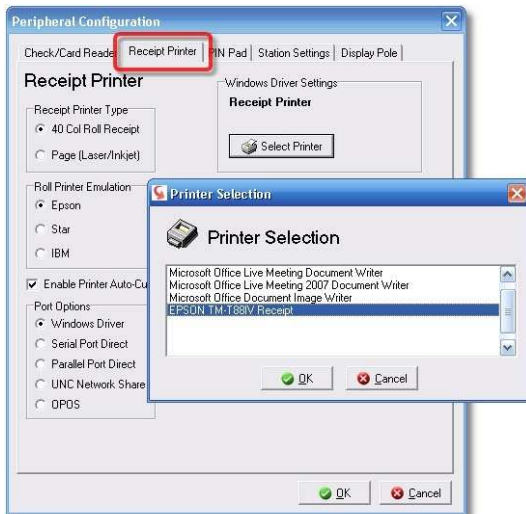 Peripheral Configuration
Check/Card Reade Receipt Printer PIN Pad Station Settings Display Pole
Receipt Printer
Windows Driver Settings
Receipt Printer
Select Printer
Receipt Printer Type
40 Col Roll Receipt
Page (Laser/Inkjet)
Roll Printer Emulation
Epson
Star
IBM
Enable Printer Auto-Cu
Port Options
Windows Driver
Serial Port Direct
Parallel Port Direct
UNC Network Share
OPOS
Printer Selection
Printer Selection
Microsoft Office Live Meeting Document Writer
Microsoft Office Live Meeting 2007 Document Writer
Microsoft Office Document Image Writer
EPSON TM-T88IV Receipt
OK Cancel
OK Cancel